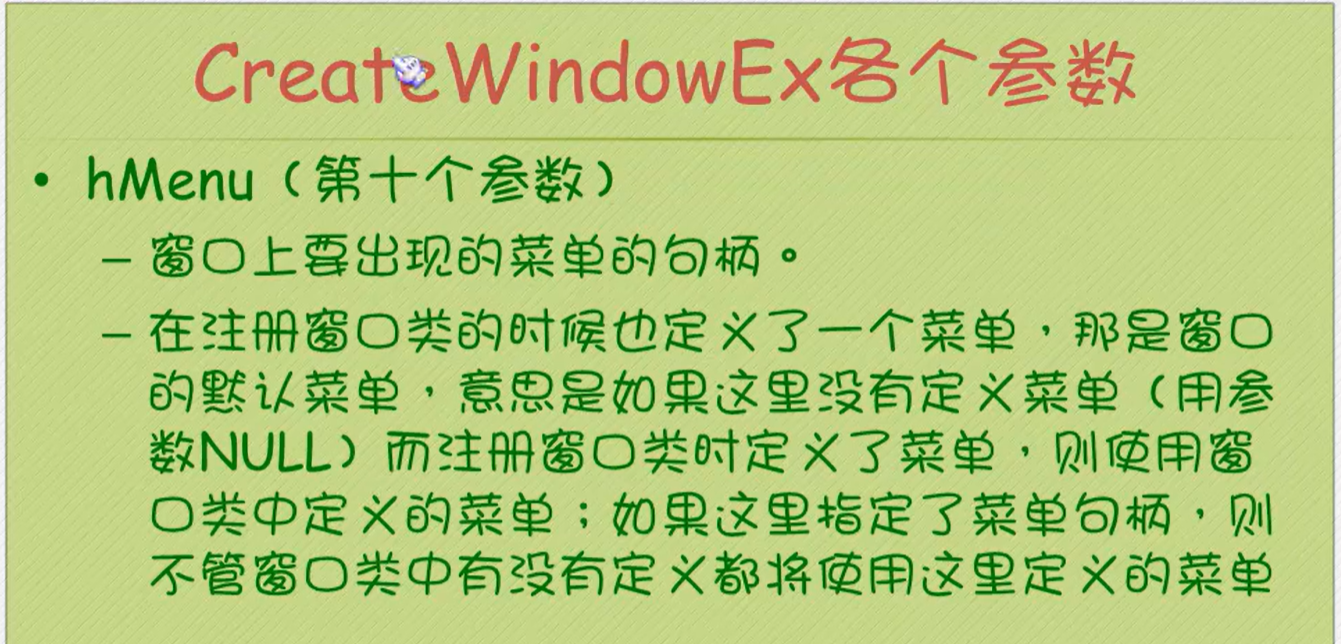 CreateWindowEx各个参数
• hMenu（第十个参数）
– 窗口上要出现的菜单的句柄。
– 在注册窗口类的时候也定义了一个菜单，那是窗口
的默认菜单，意思是如果这里没有定义菜单（用参
数NULL）而注册窗口类时定义了菜单，则使用窗
口类中定义的菜单；如果这里指定了菜单句柄，则
不管窗口类中有没有定义都将使用这里定义的菜单